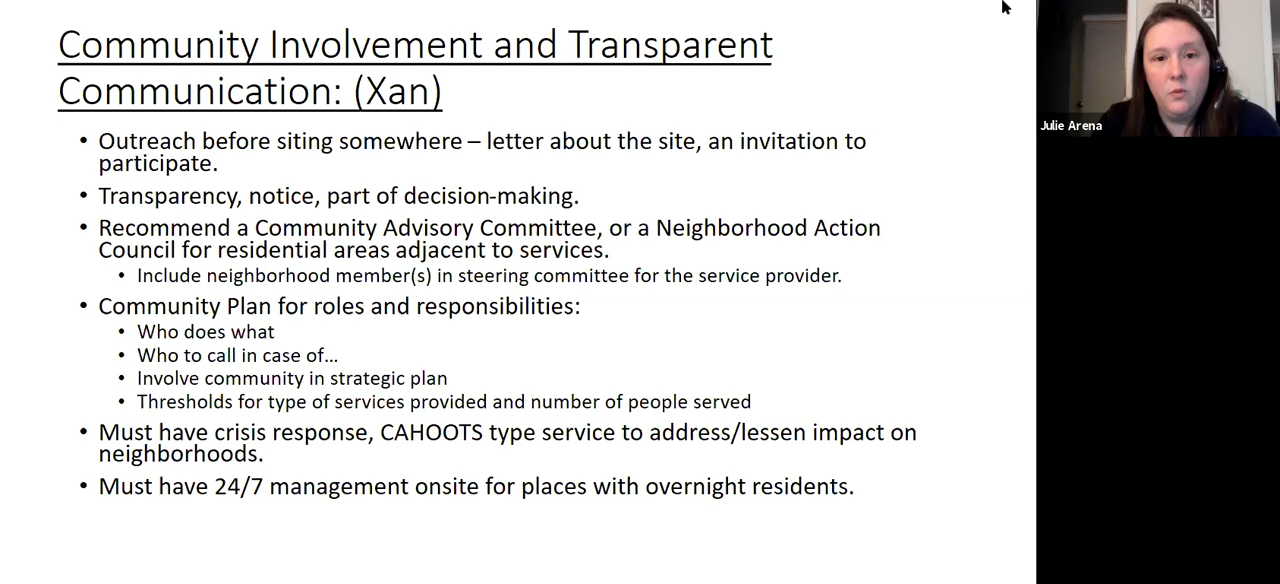 Community Involvement and Transparent
Communication: (Xan)
• Outreach before siting somewhere – letter about the site, an invitation to
participate.
• Transparency, notice, part of decision-making.
• Recommend a Community Advisory Committee, or a Neighborhood Action
Council for residential areas adjacent to services.
• Include neighborhood member(s) in steering committee for the service provider.
• Community Plan for roles and responsibilities:
• Who does what
• Who to call in case of…
• Involve community in strategic plan
• Thresholds for type of services provided and number of people served
• Must have crisis response, CAHOOTS type service to address/lessen impact on
neighborhoods.
• Must have 24/7 management onsite for places with overnight residents.
Julie Arena